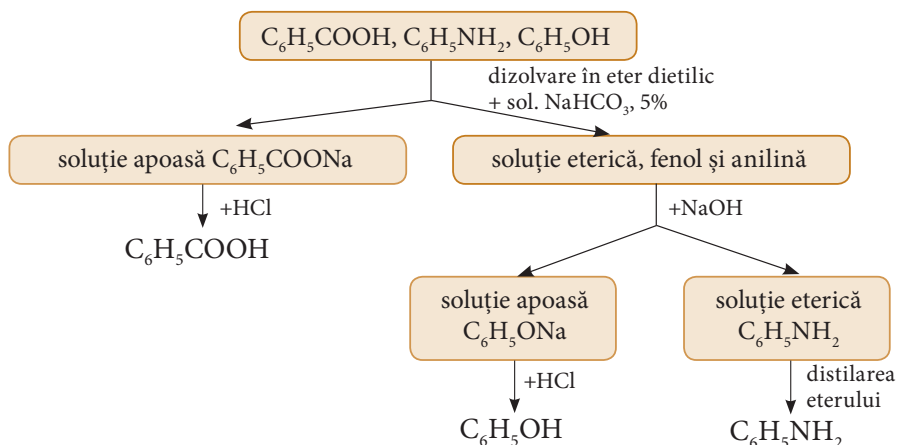 C₆H₅COOH, C₆H₅NH₂, C₆H₅OH
dizolvare în eter dietilic
+ sol. NaHCO₃, 5%
soluție apoasă C₆H₅COONa
soluție eterică, fenol și anilină
+HCl
C₆H₅COOH
+NaOH
soluție apoasă
C₆H₅ONa
soluție eterică
C₆H₅NH₂
+HCl
C₆H₅OH
distilarea
eterului
C₆H₅NH₂